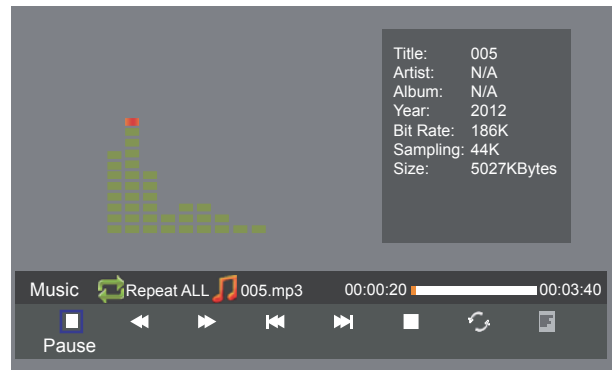 Title: 005
Artist: N/A
Album: N/A
Year: 2012
Bit Rate: 186K
Sampling: 44K
Size: 5027KBytes
Music Repeat ALL 005.mp3 00:00:20 00:03:40
Pause